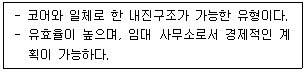 - 코어와 일체로 한 내진구조가 가능한 유형이다.
- 유효율이 높으며, 임대 사무소로서 경제적인 계
획이 가능하다.